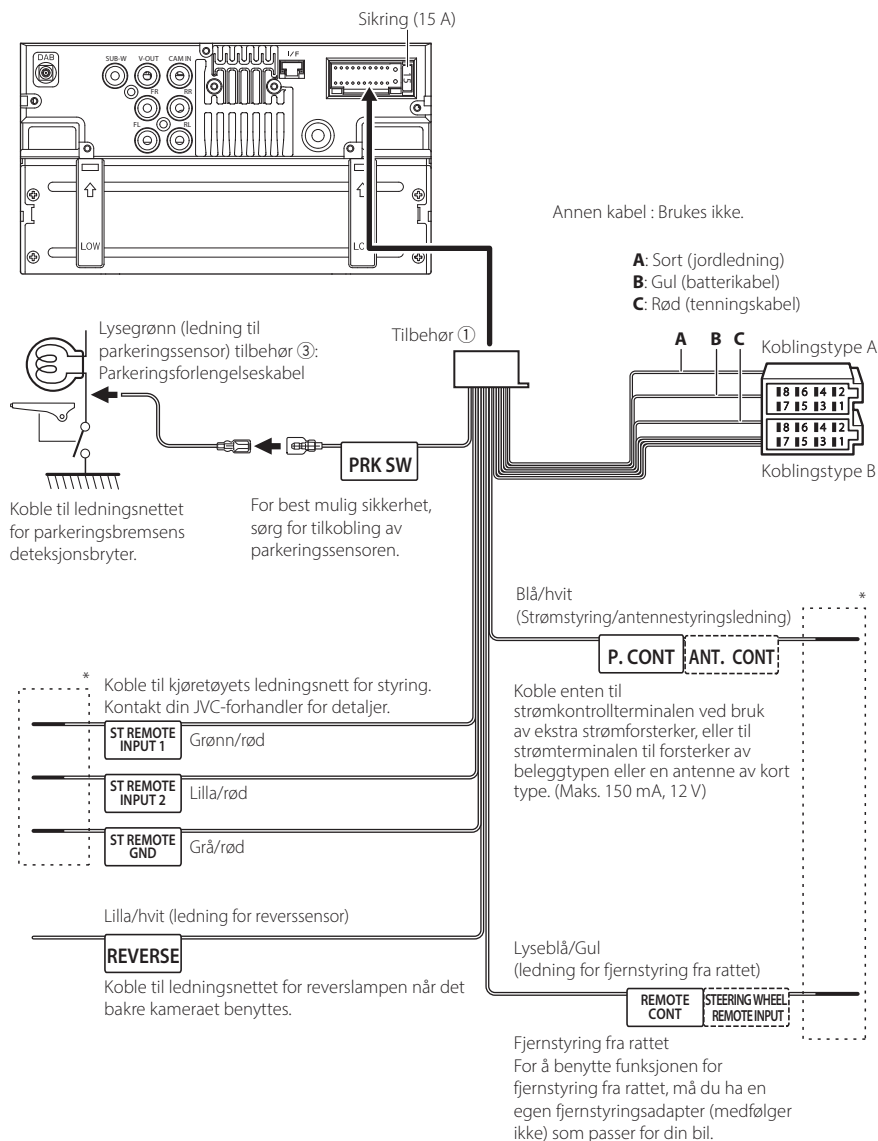 Sikring (15 A)
DAB
SUB-W V-OUT CAM IN
I/F
15
FR RR
FL RL
LOW
Annen kabel : Brukes ikke.
A: Sort (jordledning)
B: Gul (batterikabel)
C: Rød (tenningskabel)
Lysegrønn (ledning til
parkeringssensor) tilbehør ③:
Parkeringsforlengelseskabel
Tilbehør ①
A B C
Koblingstype A
8 6 4 2
7 5 3 1
8 6 4 2
7 5 3 1
Koblingstype B
PRK SW
Koble til ledningsnettet
for parkeringsbremsens
deteksjonsbryter.
For best mulig sikkerhet,
sørg for tilkobling av
parkeringssensoren.
Blå/hvit
(Strømstyring/antennestyringsledning)
*
P. CONT ANT. CONT
Koble enten til
strømkontrollterminalen ved bruk
av ekstra strømforsterker, eller til
strømterminalen til forsterker av
beleggtypen eller en antenne av kort
type. (Maks. 150 mA, 12 V)
*
Koble til kjøretøyets ledningsnett for styring.
Kontakt din JVC-forhandler for detaljer.
ST REMOTE
INPUT 1
Grønn/rød
ST REMOTE
INPUT 2
Lilla/rød
ST REMOTE
GND
Grå/rød
Lilla/hvit (ledning for reverssensor)
REVERSE
Koble til ledningsnettet for reverslampen når det
bakre kameraet benyttes.
Lyseblå/Gul
(ledning for fjernstyring fra rattet)
REMOTE
CONT
STEERING WHEEL
REMOTE INPUT
Fjernstyring fra rattet
For å benytte funksjonen for
fjernstyring fra rattet, må du ha en
egen fjernstyringsadapter (medfølger
ikke) som passer for din bil.